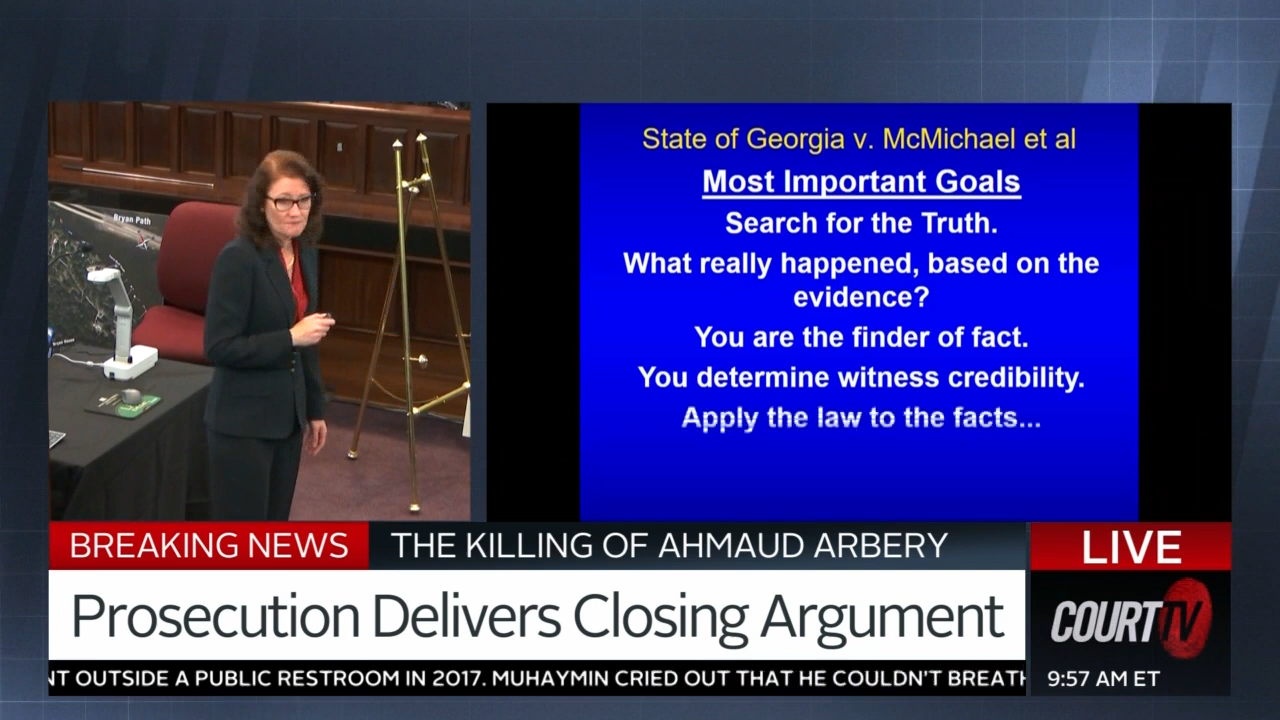 Bryan Path
State of Georgia v. McMichael et al
Most Important Goals
Search for the Truth.
What really happened, based on the
evidence?
You are the finder of fact.
You determine witness credibility.
Apply the law to the facts...
BREAKING NEWS
THE KILLING OF AHMAUD ARBERY
LIVE
Prosecution Delivers Closing Argument
COURT TV
NT OUTSIDE A PUBLIC RESTROOM IN 2017. MUHAYMIN CRIED OUT THAT HE COULDN'T BREATH
9:57 AM ET